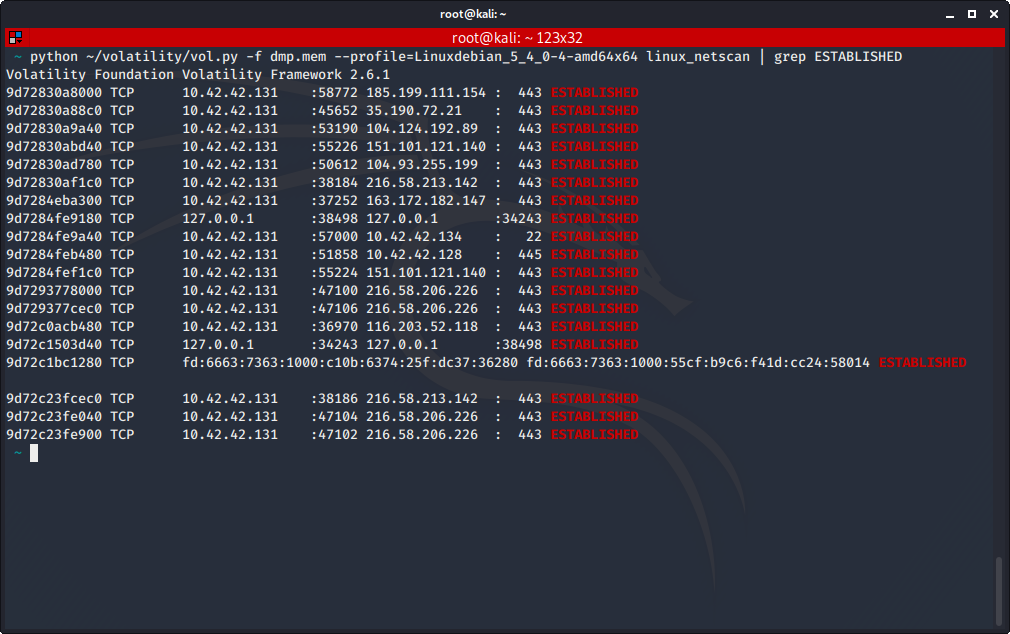 root@kali: ~
root@kali: ~ 123x32
~ python ~/volatility/vol.py -f dmp.mem --profile=Linuxdebian_5_4_0-4-amd64x64 linux_netscan | grep ESTABLISHED
Volatility Foundation Volatility Framework 2.6.1
9d72830a8000 TCP      10.42.42.131    :58772 185.199.111.154 :  443 ESTABLISHED
9d72830a88c0 TCP      10.42.42.131    :45652 35.190.72.21    :  443 ESTABLISHED
9d72830a9a40 TCP      10.42.42.131    :53190 104.124.192.89  :  443 ESTABLISHED
9d72830abd40 TCP      10.42.42.131    :55226 151.101.121.140 :  443 ESTABLISHED
9d72830ad780 TCP      10.42.42.131    :50612 104.93.255.199  :  443 ESTABLISHED
9d72830af1c0 TCP      10.42.42.131    :38184 216.58.213.142  :  443 ESTABLISHED
9d7284eba300 TCP      10.42.42.131    :37252 163.172.182.147 :  443 ESTABLISHED
9d7284fe9180 TCP      127.0.0.1       :38498 127.0.0.1       :34243 ESTABLISHED
9d7284fe9a40 TCP      10.42.42.131    :57000 10.42.42.134    :   22 ESTABLISHED
9d7284feb480 TCP      10.42.42.131    :51858 10.42.42.128    :  445 ESTABLISHED
9d7284fef1c0 TCP      10.42.42.131    :55224 151.101.121.140 :  443 ESTABLISHED
9d7293778000 TCP      10.42.42.131    :47100 216.58.206.226  :  443 ESTABLISHED
9d729377cec0 TCP      10.42.42.131    :47106 216.58.206.226  :  443 ESTABLISHED
9d72c0acb480 TCP      10.42.42.131    :36970 116.203.52.118  :  443 ESTABLISHED
9d72c1503d40 TCP      127.0.0.1       :34243 127.0.0.1       :38498 ESTABLISHED
9d72c1bc1280 TCP      fd:6663:7363:1000:c10b:6374:25f:dc37:36280 fd:6663:7363:1000:55cf:b9c6:f41d:cc24:58014 ESTABLISHED
9d72c23fcec0 TCP      10.42.42.131    :38186 216.58.213.142  :  443 ESTABLISHED
9d72c23fe040 TCP      10.42.42.131    :47104 216.58.206.226  :  443 ESTABLISHED
9d72c23fe900 TCP      10.42.42.131    :47102 216.58.206.226  :  443 ESTABLISHED
~